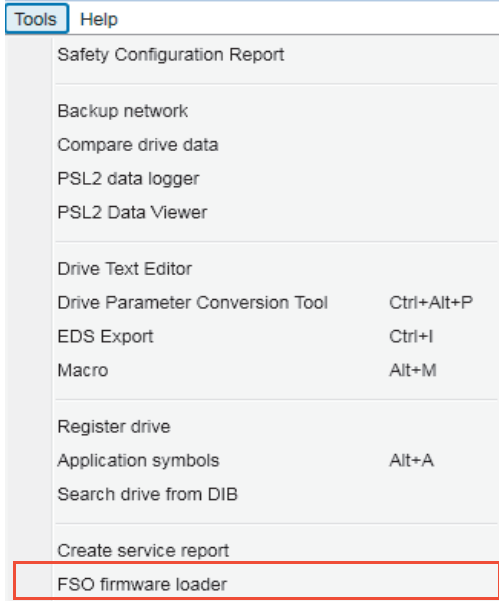 Tools Help
Safety Configuration Report
Backup network
Compare drive data
PSL2 data logger
PSL2 Data Viewer
Drive Text Editor
Drive Parameter Conversion Tool Ctrl+Alt+P
EDS Export Ctrl+I
Macro Alt+M
Register drive
Application symbols Alt+A
Search drive from DIB
Create service report
FSO firmware loader